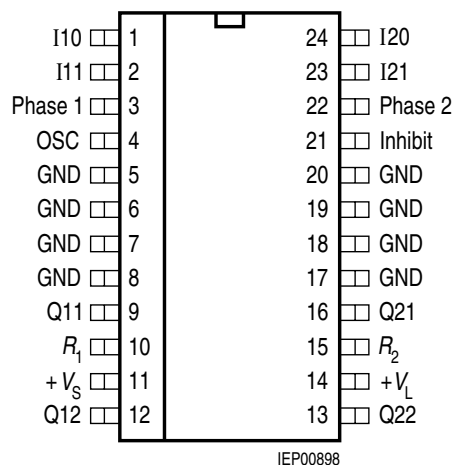 I10 1 24 I20
I11 2 23 I21
Phase 1 3 22 Phase 2
OSC 4 21 Inhibit
GND 5 20 GND
GND 6 19 GND
GND 7 18 GND
GND 8 17 GND
Q11 9 16 Q21
R1 10 15 R2
+VS 11 14 +VL
Q12 12 13 Q22
IEP00898